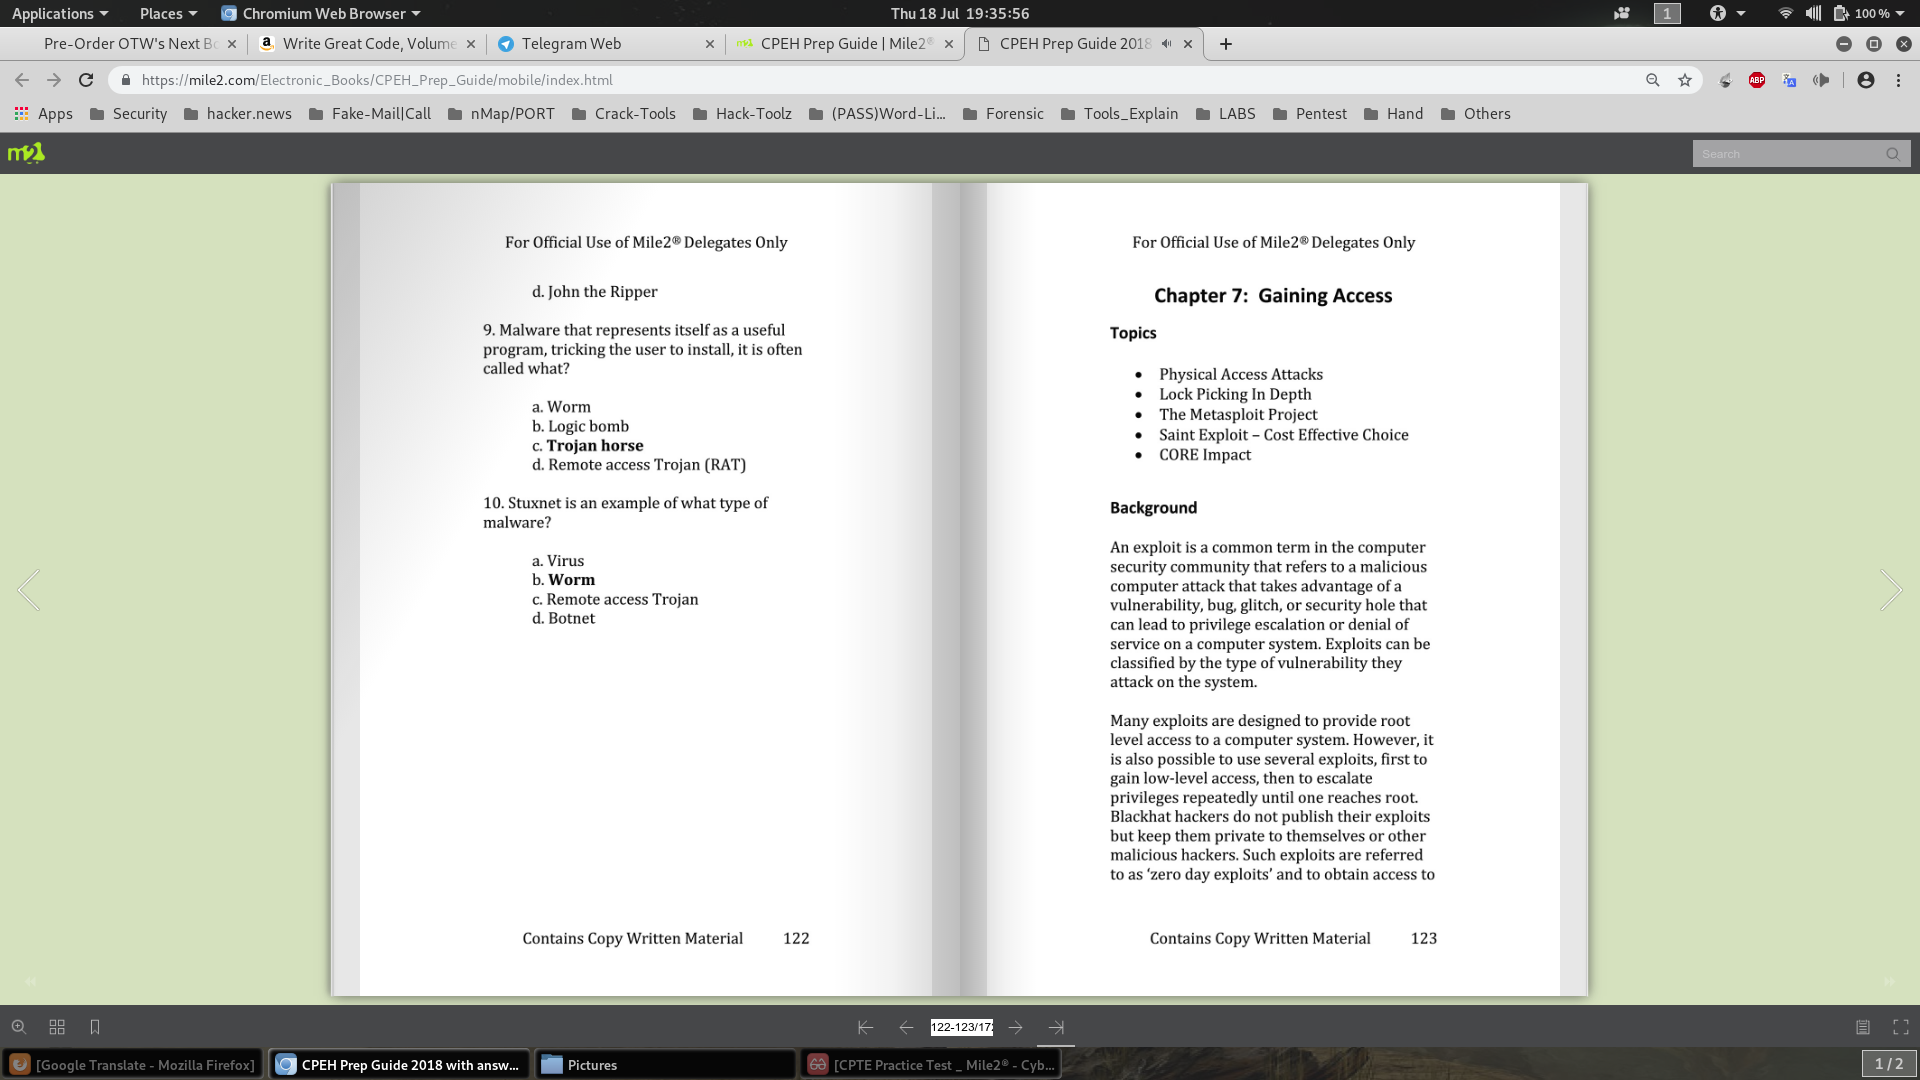 Applications Places Chromium Web Browser Thu 18 Jul 19:35:56 1 100 %
Pre-Order OTW's Next Bo Write Great Code, Volume Telegram Web CPEH Prep Guide | Mile2® CPEH Prep Guide 2018
https://mile2.com/Electronic_Books/CPEH_Prep_Guide/mobile/index.html ABP
Apps Security hacker.news Fake-Mail|Call nMap/PORT Crack-Tools Hack-Toolz (PASS)Word-Li... Forensic Tools_Explain LABS Pentest Hand Others
m2 Search
For Official Use of Mile2® Delegates Only
d. John the Ripper
9. Malware that represents itself as a useful
program, tricking the user to install, it is often
called what?
a. Worm
b. Logic bomb
c. Trojan horse
d. Remote access Trojan (RAT)
10. Stuxnet is an example of what type of
malware?
a. Virus
b. Worm
c. Remote access Trojan
d. Botnet
Contains Copy Written Material 122
For Official Use of Mile2® Delegates Only
Chapter 7: Gaining Access
Topics
• Physical Access Attacks
• Lock Picking In Depth
• The Metasploit Project
• Saint Exploit – Cost Effective Choice
• CORE Impact
Background
An exploit is a common term in the computer
security community that refers to a malicious
computer attack that takes advantage of a
vulnerability, bug, glitch, or security hole that
can lead to privilege escalation or denial of
service on a computer system. Exploits can be
classified by the type of vulnerability they
attack on the system.
Many exploits are designed to provide root
level access to a computer system. However, it
is also possible to use several exploits, first to
gain low-level access, then to escalate
privileges repeatedly until one reaches root.
Blackhat hackers do not publish their exploits
but keep them private to themselves or other
malicious hackers. Such exploits are referred
to as ‘zero day exploits’ and to obtain access to
Contains Copy Written Material 123
122-123/173
[Google Translate - Mozilla Firefox] CPEH Prep Guide 2018 with answ... Pictures [CPTE Practice Test _ Mile2® - Cyb... 1 / 2